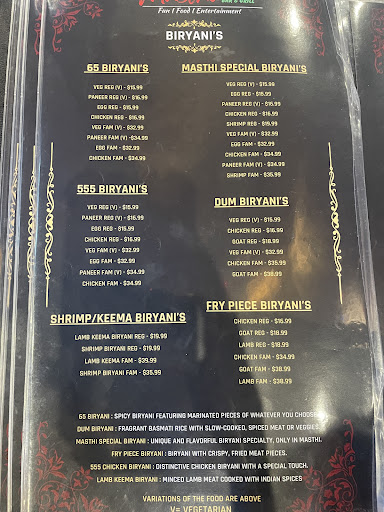 BAR & GRILL
Fun | Food | Entertainment
BIRYANI'S
65 BIRYANI'S
VEG REG (V) - $15.99
PANEER REG (V) - $16.99
EGG REG - $15.99
CHICKEN REG - $16.99
VEG FAM (V) - $32.99
PANEER FAM (V) - $34.99
EGG FAM - $32.99
CHICKEN FAM - $34.99
MASTHI SPECIAL BIRYANI'S
VEG REG (V) - $15.99
EGG REG - $15.99
PANEER REG (V) - $16.99
CHICKEN REG - $16.99
SHRIMP REG - $19.99
VEG FAM (V) - $32.99
EGG FAM - $32.99
CHICKEN FAM - $34.99
PANEER FAM (V) - $34.99
SHRIMP FAM - $35.99
555 BIRYANI'S
VEG REG (V) - $15.99
PANEER REG (V) - $16.99
EGG REG - $15.99
CHICKEN REG - $16.99
VEG FAM (V) - $32.99
EGG FAM - $32.99
PANEER FAM (V) - $34.99
CHICKEN FAM - $34.99
DUM BIRYANI'S
VEG REG (V) - $15.99
CHICKEN REG - $16.99
GOAT REG - $18.99
VEG FAM (V) - $32.99
CHICKEN FAM - $35.99
GOAT FAM - $38.99
SHRIMP/KEEMA BIRYANI'S
LAMB KEEMA BIRYANI REG - $19.99
SHRIMP BIRYANI REG - $19.99
LAMB KEEMA FAM - $39.99
SHRIMP BIRYANI FAM - $35.99
FRY PIECE BIRYANI'S
CHICKEN REG - $16.99
GOAT REG - $18.99
LAMB REG - $18.99
CHICKEN FAM - $34.99
GOAT FAM - $38.99
LAMB FAM - $38.99
65 BIRYANI : SPICY BIRYANI FEATURING MARINATED PIECES OF WHATEVER YOU CHOOSE
DUM BIRYANI : FRAGRANT BASMATI RICE WITH SLOW-COOKED, SPICED MEAT OR VEGGIES.
MASTHI SPECIAL BIRYANI : UNIQUE AND FLAVORFUL BIRYANI SPECIALTY, ONLY IN MASTI.
FRY PIECE BIRYANI : BIRYANI WITH CRISPY, FRIED MEAT PIECES.
555 CHICKEN BIRYANI : DISTINCTIVE CHICKEN BIRYANI WITH A SPECIAL TOUCH.
LAMB KEEMA BIRYANI : MINCED LAMB MEAT COOKED WITH INDIAN SPICES
VARIATIONS OF THE FOOD ARE ABOVE
V= VEGETARIAN